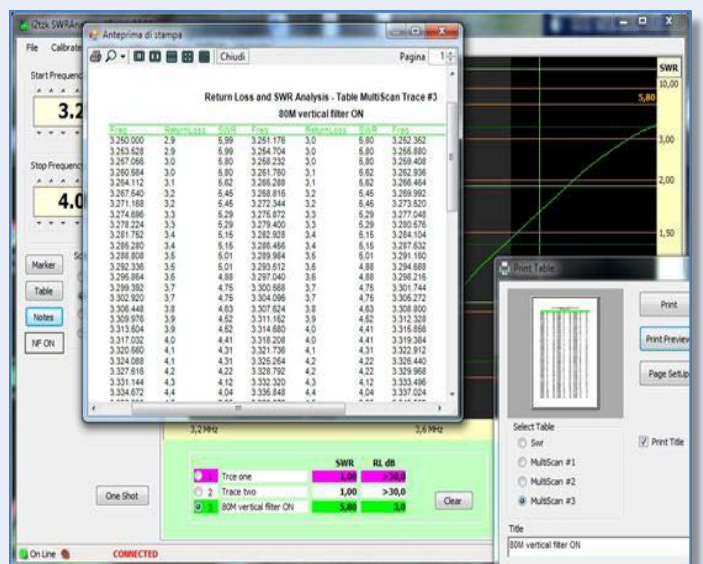 Anteprima di stampa
File Calibrate
Chiudi
Pagina 1
Start Frequency
3.2
Stop Frequency
4.0
Marker
Table
Notes
NF ON
One Shot
Return Loss and SWR Analysis - Table MultiScan Trace #3
80M vertical filter ON
Freq ReturnLoss SWR Freq ReturnLoss SWR Freq
3.250.000 2,9 5,99 3.251.176 3,0 5,80 3.252.352
3.253.528 2,9 5,99 3.254.704 3,0 5,80 3.255.880
3.257.056 3,0 5,80 3.258.232 3,0 5,80 3.259.408
3.260.584 3,0 5,80 3.261.760 3,1 5,62 3.262.936
3.264.112 3,1 5,62 3.265.288 3,1 5,62 3.266.464
3.267.640 3,2 5,45 3.268.816 3,2 5,45 3.269.992
3.271.168 3,2 5,45 3.272.344 3,2 5,45 3.273.520
3.274.696 3,3 5,29 3.275.872 3,3 5,29 3.277.048
3.278.224 3,3 5,29 3.279.400 3,3 5,29 3.280.576
3.281.752 3,4 5,15 3.282.928 3,4 5,15 3.284.104
3.285.280 3,4 5,15 3.286.456 3,4 5,15 3.287.632
3.288.808 3,5 5,01 3.289.984 3,5 5,01 3.291.160
3.292.336 3,5 5,01 3.293.512 3,6 4,88 3.294.688
3.295.864 3,6 4,88 3.297.040 3,6 4,88 3.298.216
3.299.392 3,7 4,75 3.300.568 3,7 4,75 3.301.744
3.302.920 3,7 4,75 3.304.096 3,7 4,75 3.305.272
3.306.448 3,8 4,63 3.307.624 3,8 4,63 3.308.800
3.309.976 3,9 4,52 3.311.152 3,9 4,52 3.312.328
3.313.504 3,9 4,52 3.314.680 4,0 4,41 3.315.856
3.317.032 4,0 4,41 3.318.208 4,0 4,41 3.319.384
3.320.560 4,1 4,31 3.321.736 4,1 4,31 3.322.912
3.324.088 4,1 4,31 3.325.264 4,2 4,22 3.326.440
3.327.616 4,2 4,22 3.328.792 4,2 4,22 3.329.968
3.331.144 4,3 4,12 3.332.320 4,3 4,12 3.333.496
3.334.672 4,4 4,04 3.336.848 4,4 4,04 3.337.024
SWR
10,00
5,80
3,00
2,00
1,50
3,2 MHz 3,6 MHz
SWR RL dB
1 Trce one 1,00 >30,0
2 Trace two 1,00 >30,0
3 80M vertical filter ON 5,80 3,0
Clear
Print Table
Print
Print Preview
Page SetUp
Select Table
Swr
MultiScan #1
MultiScan #2
MultiScan #3
Print Title
Title
80M vertical filter ON
On Line
CONNECTED